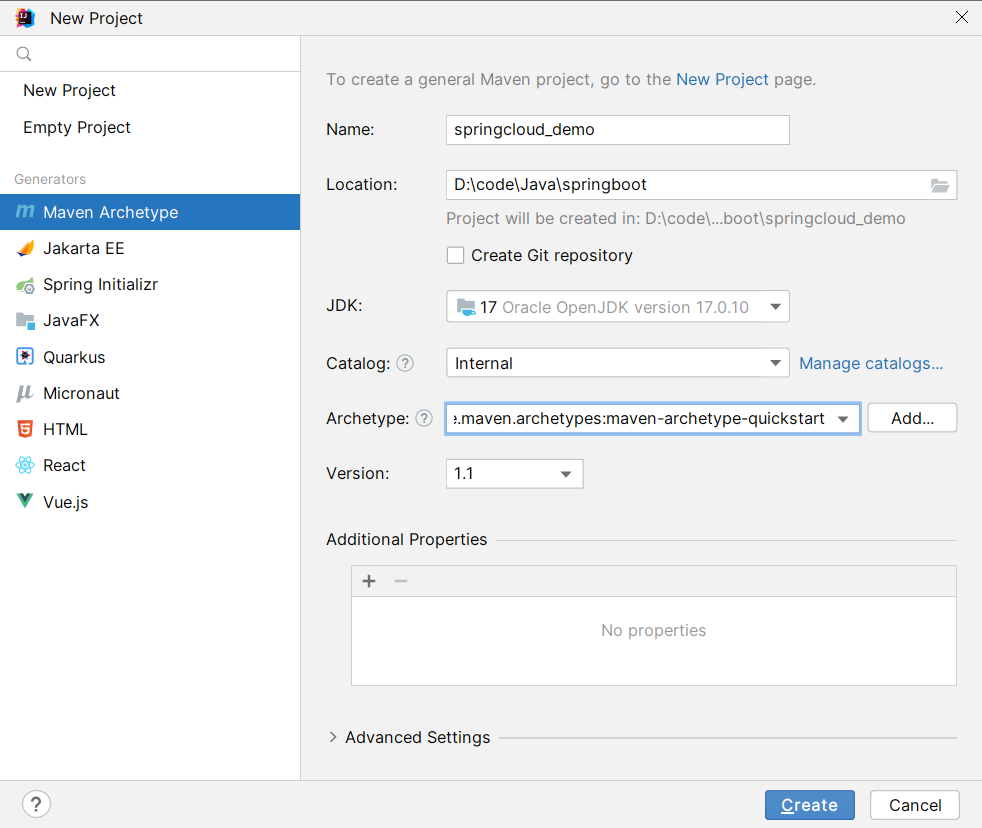 New Project
New Project
Empty Project
Generators
Maven Archetype
Jakarta EE
Spring Initializr
JavaFX
Quarkus
Micronaut
HTML
React
Vue.js
To create a general Maven project, go to the New Project page.
Name: springcloud_demo
Location: D:\code\Java\springboot
Project will be created in: D:\code\...boot\springcloud_demo
Create Git repository
JDK: 17 Oracle OpenJDK version 17.0.10
Catalog: ? Internal Manage catalogs...
Archetype: ? e.maven.archetypes:maven-archetype-quickstart Add...
Version: 1.1
Additional Properties
+ −
No properties
Advanced Settings
? Create Cancel